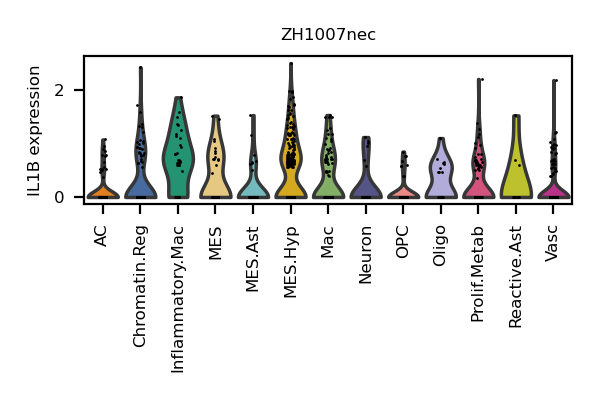 ZH1007nec
IL1B expression
2
0
AC
Chromatin.Reg
Inflammatory.Mac
MES
MES.Ast
MES.Hyp
Mac
Neuron
OPC
Oligo
Prolif.Metab
Reactive.Ast
Vasc